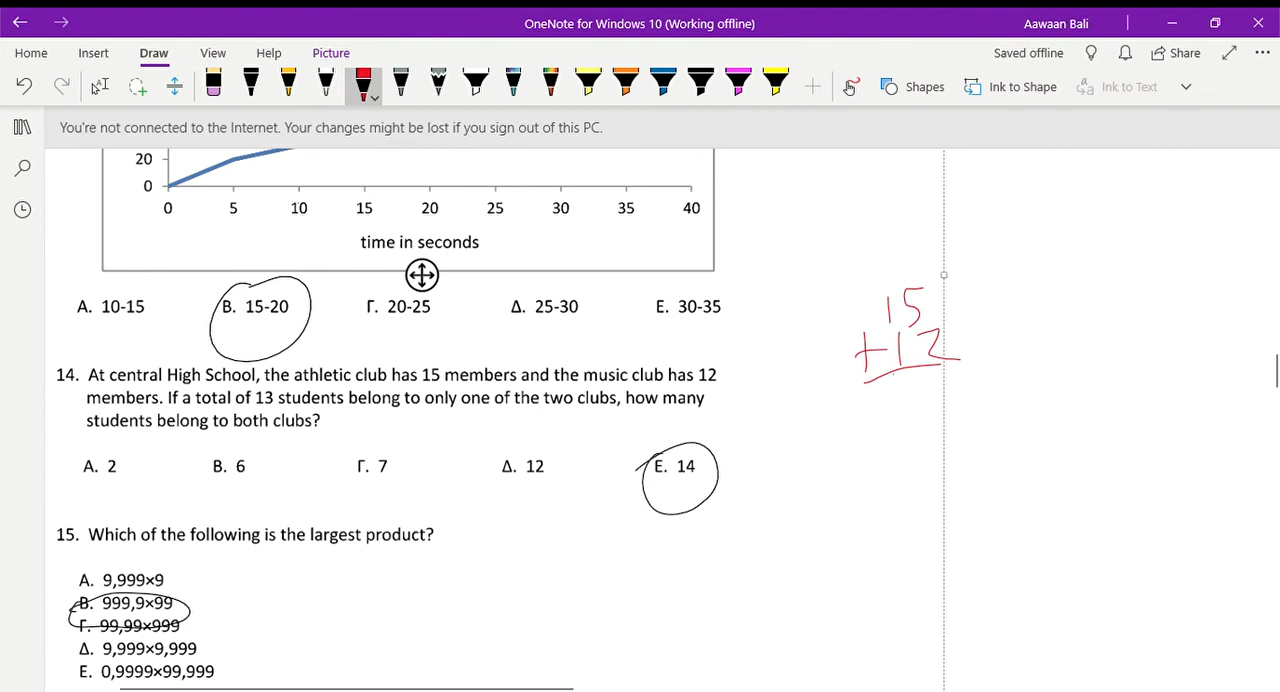 OneNote for Windows 10 (Working offline)
Aawaan Bali
Home Insert Draw View Help Picture
Saved offline
Share
Shapes
Ink to Shape
Ink to Text
You're not connected to the Internet. Your changes might be lost if you sign out of this PC.
20
0
0 5 10 15 20 25 30 35 40
time in seconds
Α. 10-15 Β. 15-20 Γ. 20-25 Δ. 25-30 Ε. 30-35
15
+12
14. At central High School, the athletic club has 15 members and the music club has 12
members. If a total of 13 students belong to only one of the two clubs, how many
students belong to both clubs?
Α. 2 Β. 6 Γ. 7 Δ. 12 Ε. 14
15. Which of the following is the largest product?
Α. 9,999×9
Β. 999,9×99
Γ. 99,99×999
Δ. 9,999×9,999
Ε. 0,9999×99,999